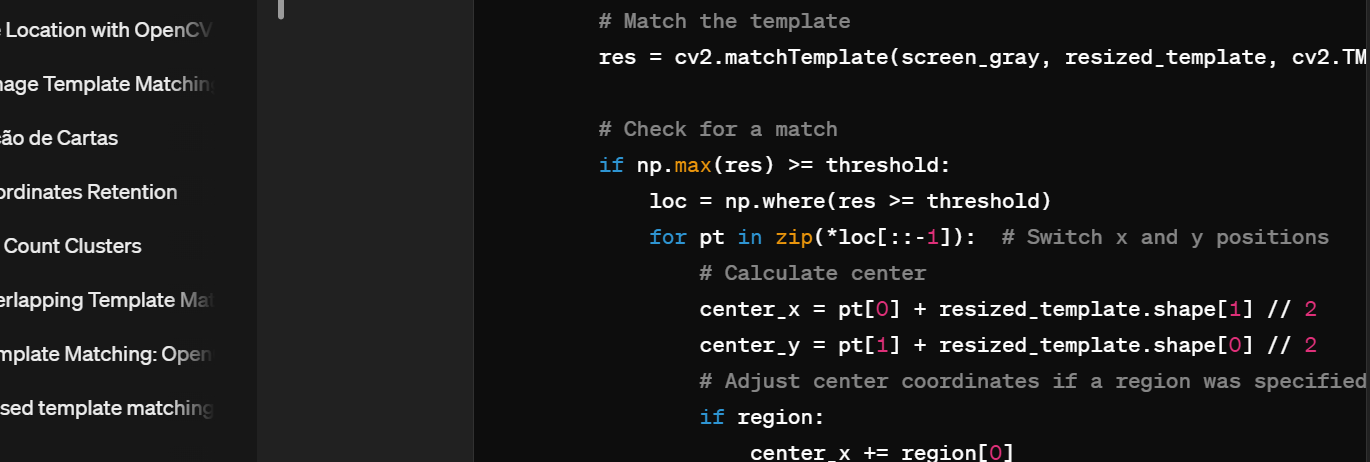 Location with OpenCV
Image Template Matching
ção de Cartas
ordinates Retention
Count Clusters
erlapping Template Mat
mplate Matching: Open
sed template matching
# Match the template
res = cv2.matchTemplate(screen_gray, resized_template, cv2.TM
# Check for a match
if np.max(res) >= threshold:
loc = np.where(res >= threshold)
for pt in zip(*loc[::-1]):  # Switch x and y positions
# Calculate center
center_x = pt[0] + resized_template.shape[1] // 2
center_y = pt[1] + resized_template.shape[0] // 2
# Adjust center coordinates if a region was specified
if region:
center_x += region[0]